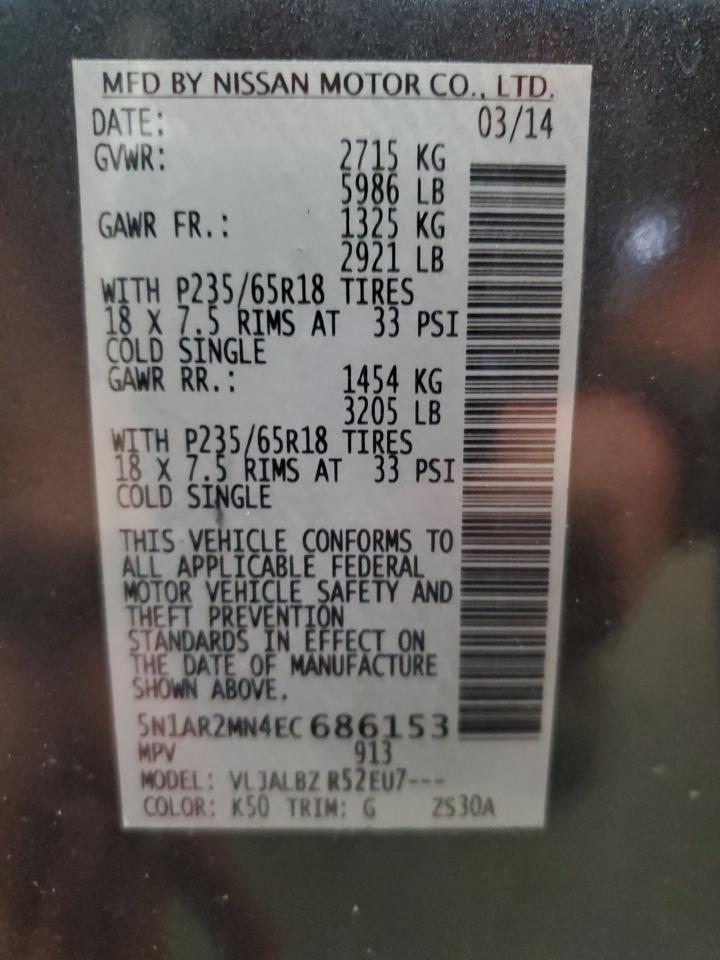 MFD BY NISSAN MOTOR CO., LTD.
DATE: 03/14
GVWR: 2715 KG
5986 LB
GAWR FR.: 1325 KG
2921 LB
WITH P235/65R18 TIRES
18 X 7.5 RIMS AT 33 PSI
COLD SINGLE
GAWR RR.: 1454 KG
3205 LB
WITH P235/65R18 TIRES
18 X 7.5 RIMS AT 33 PSI
COLD SINGLE
THIS VEHICLE CONFORMS TO
ALL APPLICABLE FEDERAL
MOTOR VEHICLE SAFETY AND
THEFT PREVENTION
STANDARDS IN EFFECT ON
THE DATE OF MANUFACTURE
SHOWN ABOVE.
5N1AR2MN4EC686153
MPV 913
MODEL: VLJALBZ R52EU7---
COLOR: K50 TRIM: G ZS30A